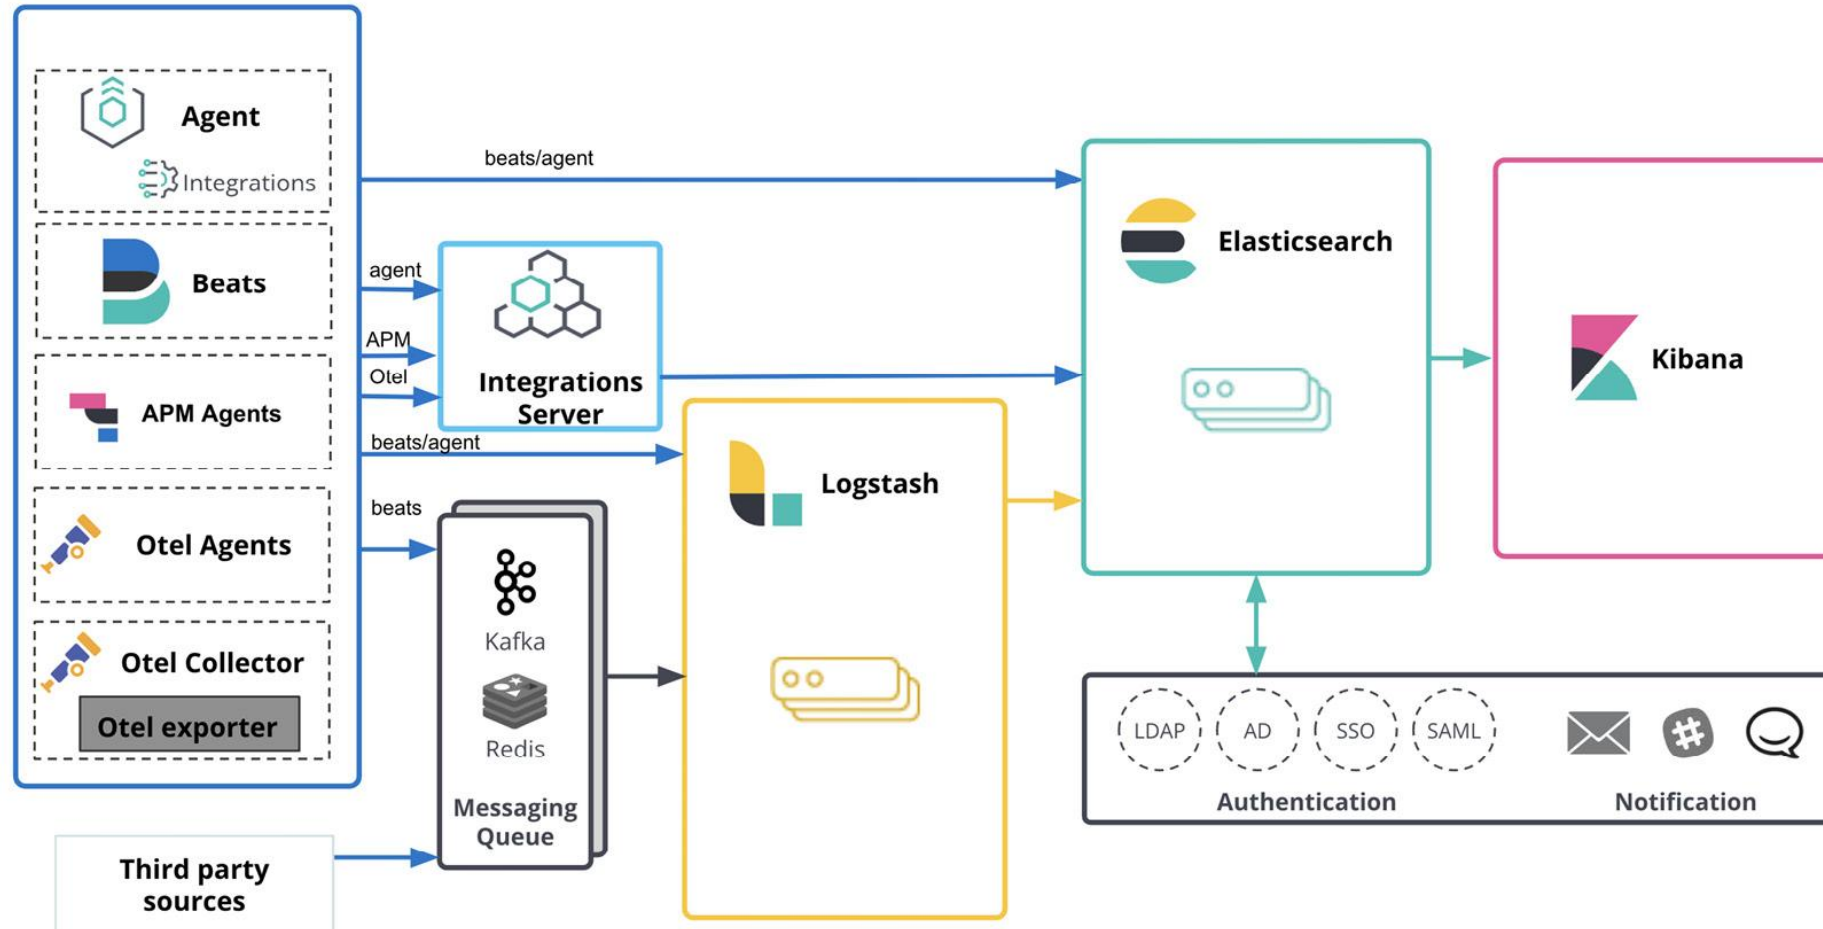 Agent
Integrations
Beats
APM Agents
Otel Agents
Otel Collector
Otel exporter
Third party
sources
beats/agent
agent
APM
Otel
beats/agent
beats
Integrations
Server
Kafka
Redis
Messaging
Queue
Logstash
Elasticsearch
Kibana
LDAP
AD
SSO
SAML
Authentication
Notification